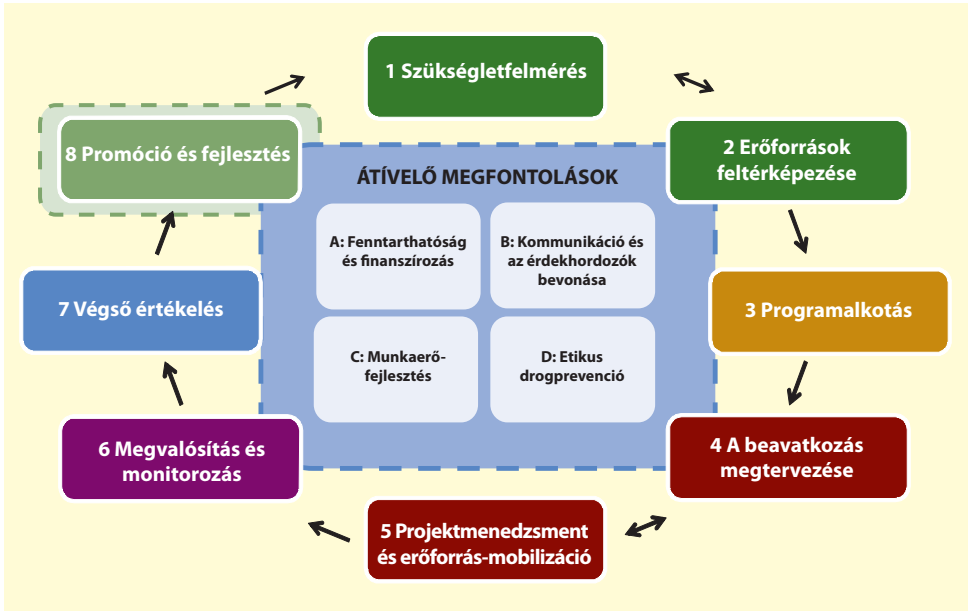 1 Szükségletfelmérés
2 Erőforrások
feltérképezése
3 Programalkotás
4 A beavatkozás
megtervezése
5 Projektmenedzsment
és erőforrás-mobilizáció
6 Megvalósítás és
monitorozás
7 Végső értékelés
8 Promóció és fejlesztés
ÁTÍVELŐ MEGFONTOLÁSOK
A: Fenntarthatóság
és finanszírozás
B: Kommunikáció és
az érdekhordozók
bevonása
C: Munkaerő-
fejlesztés
D: Etikus
drogprevenció